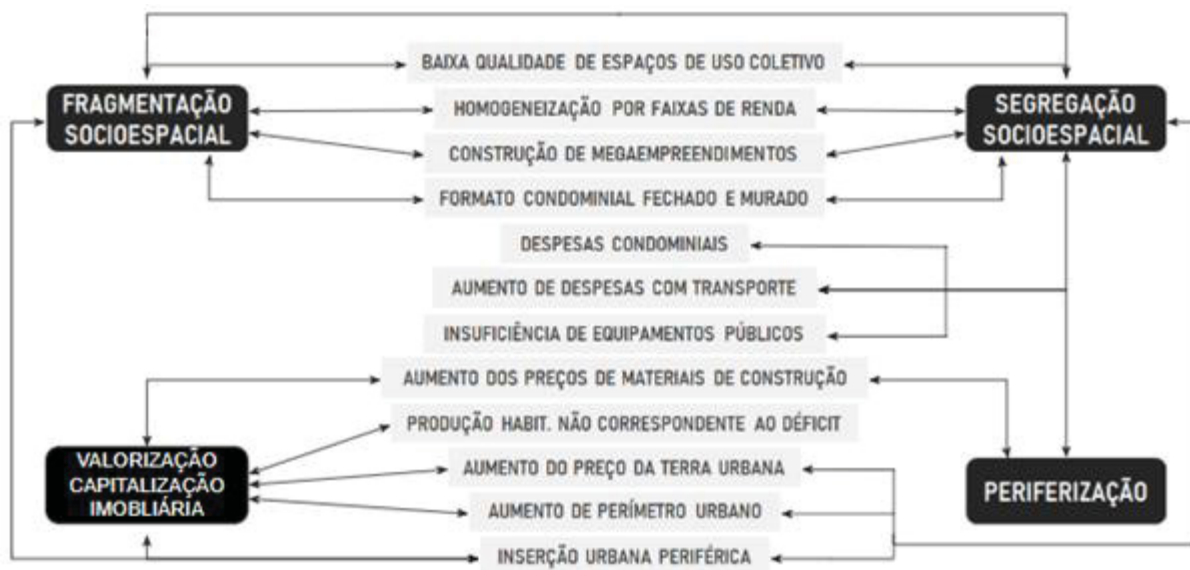 BAIXA QUALIDADE DE ESPAÇOS DE USO COLETIVO
FRAGMENTAÇÃO
SOCIOESPACIAL
HOMOGENEIZAÇÃO POR FAIXAS DE RENDA
SEGREGAÇÃO
SOCIOESPACIAL
CONSTRUÇÃO DE MEGAEMPREENDIMENTOS
FORMATO CONDOMINIAL FECHADO E MURADO
DESPESAS CONDOMINIAIS
AUMENTO DE DESPESAS COM TRANSPORTE
INSUFICIÊNCIA DE EQUIPAMENTOS PÚBLICOS
AUMENTO DOS PREÇOS DE MATERIAIS DE CONSTRUÇÃO
PRODUÇÃO HABIT. NÃO CORRESPONDENTE AO DÉFICIT
VALORIZAÇÃO
CAPITALIZAÇÃO
IMOBLIÁRIA
AUMENTO DO PREÇO DA TERRA URBANA
PERIFERIZAÇÃO
AUMENTO DE PERÍMETRO URBANO
INSERÇÃO URBANA PERIFÉRICA